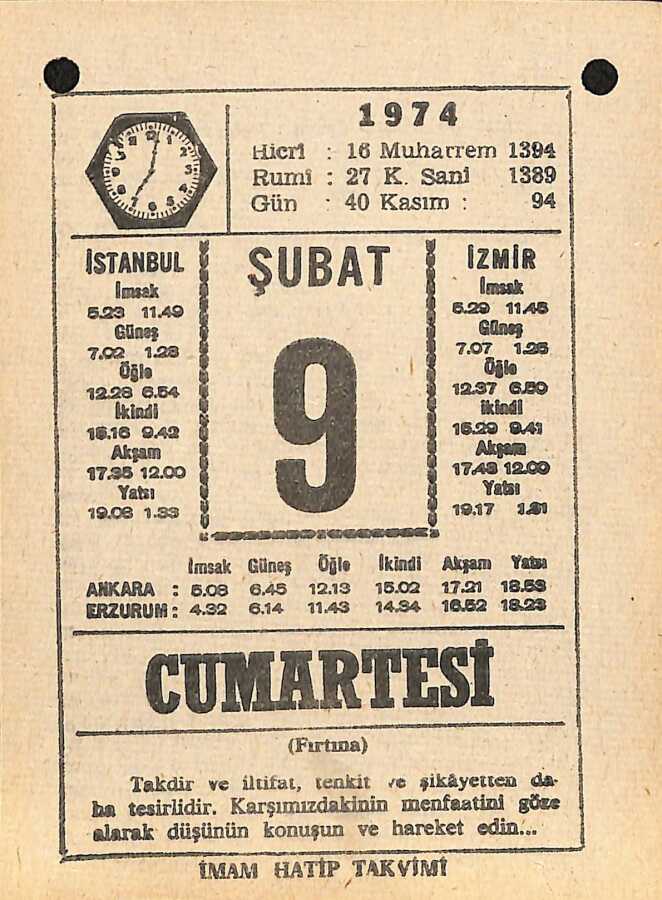 1974
Hicri : 16 Muharrem 1394
Rumi : 27 K. Sani 1389
Gün : 40 Kasım : 94
İSTANBUL
İmsak
5.23 11.49
Güneş
7.02 1.28
Öğle
12.28 6.54
İkindi
15.16 9.42
Akşam
17.35 12.00
Yatsı
19.08 1.33
ŞUBAT
9
İZMİR
İmsak
5.29 11.45
Güneş
7.07 1.25
Öğle
12.37 6.50
İkindi
15.29 9.41
Akşam
17.48 12.00
Yatsı
19.17 1.31
İmsak Güneş Öğle İkindi Akşam Yatsı
ANKARA : 5.08 6.45 12.13 15.02 17.21 18.53
ERZURUM : 4.32 6.14 11.43 14.34 16.52 18.23
CUMARTESİ
(Fırtına)
Takdir ve iltifat, tenkit ve şikâyetten da-
ha tesirlidir. Karşımızdakinin menfaatini göze
alarak düşünün konuşun ve hareket edin...
İMAM HATİP TAKVİMİ